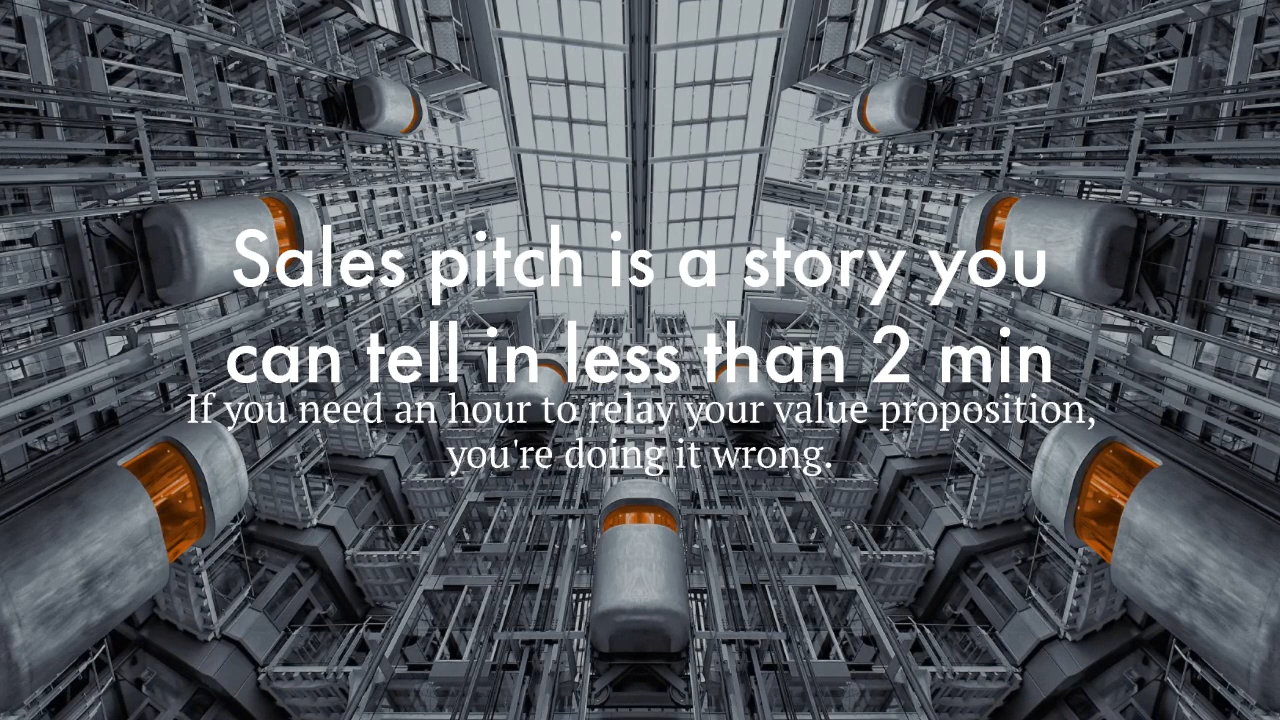 Sales pitch is a story you
can tell in less than 2 min
If you need an hour to relay your value proposition,
you're doing it wrong.